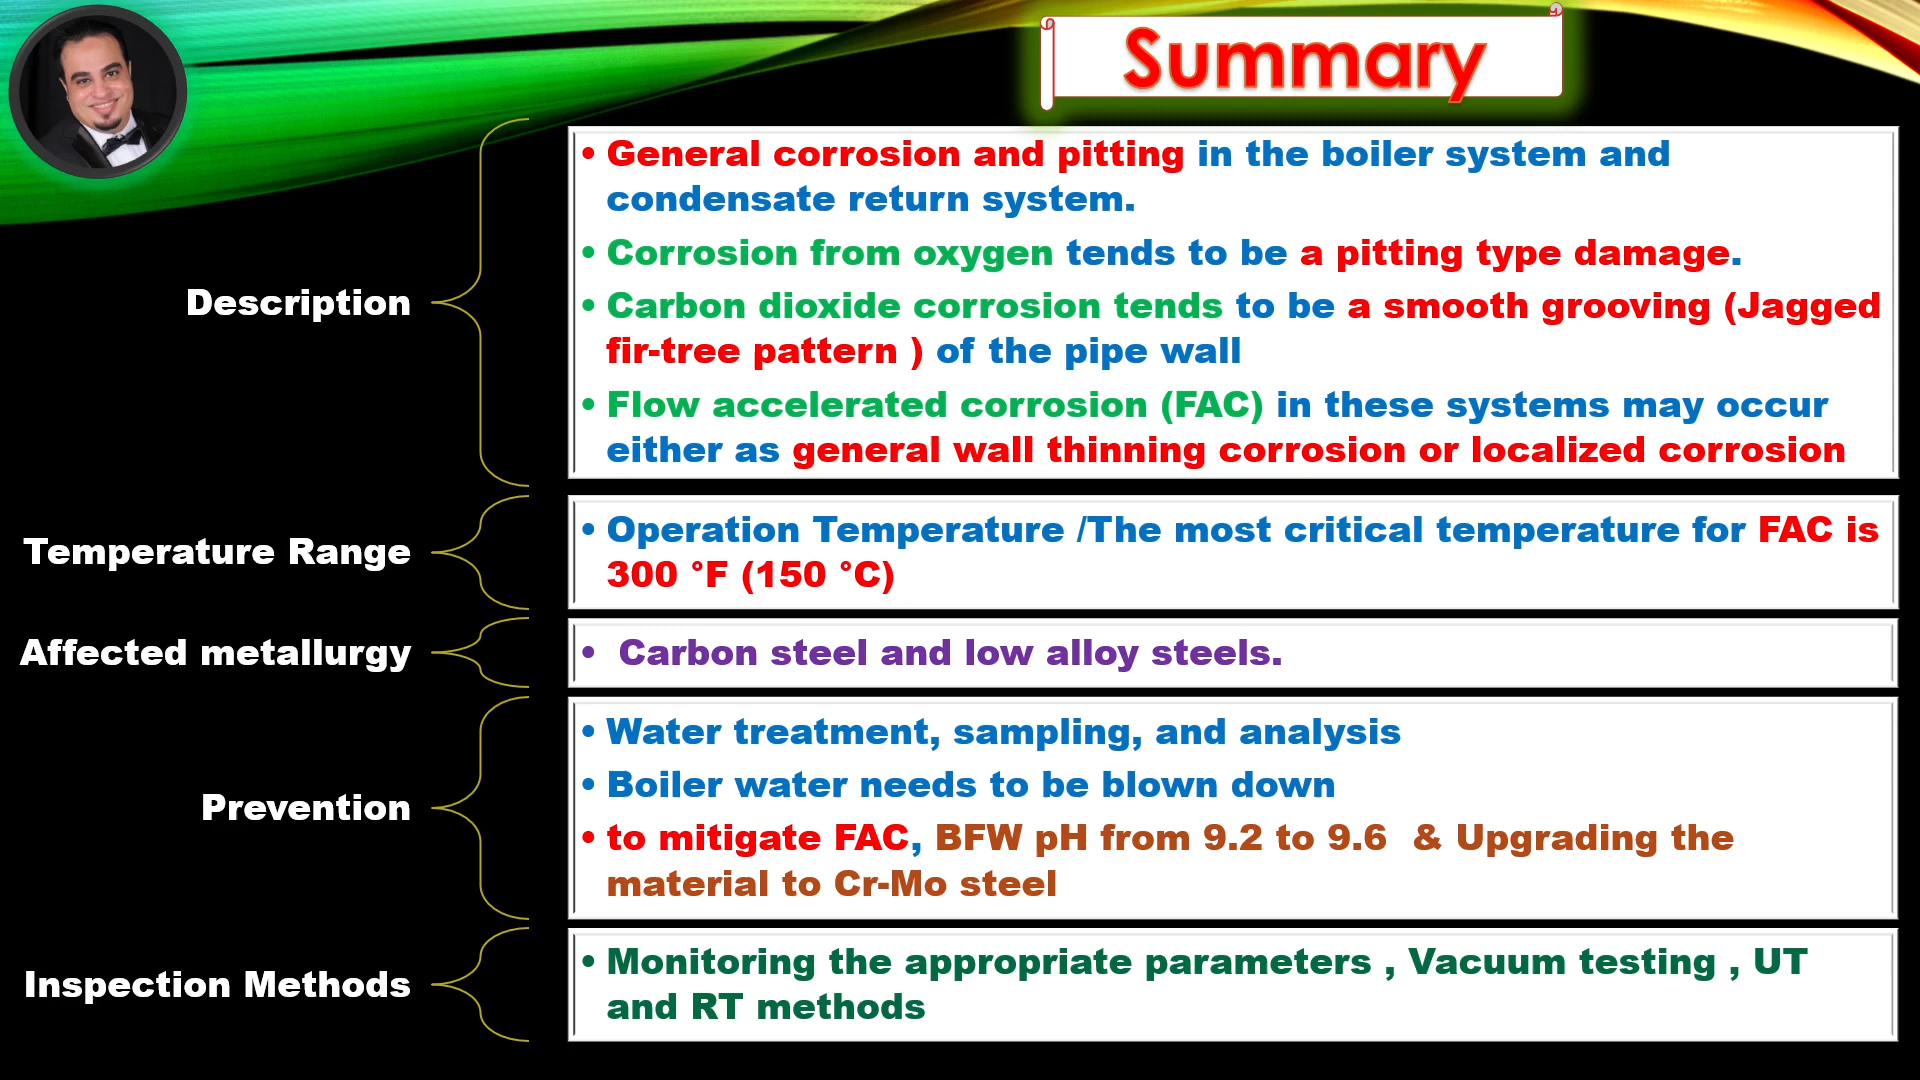 Summary
Description
• General corrosion and pitting in the boiler system and
condensate return system.
• Corrosion from oxygen tends to be a pitting type damage.
• Carbon dioxide corrosion tends to be a smooth grooving (Jagged
fir-tree pattern ) of the pipe wall
• Flow accelerated corrosion (FAC) in these systems may occur
either as general wall thinning corrosion or localized corrosion
Temperature Range
• Operation Temperature /The most critical temperature for FAC is
300 °F (150 °C)
Affected metallurgy
• Carbon steel and low alloy steels.
Prevention
• Water treatment, sampling, and analysis
• Boiler water needs to be blown down
• to mitigate FAC, BFW pH from 9.2 to 9.6 & Upgrading the
material to Cr-Mo steel
Inspection Methods
• Monitoring the appropriate parameters , Vacuum testing , UT
and RT methods